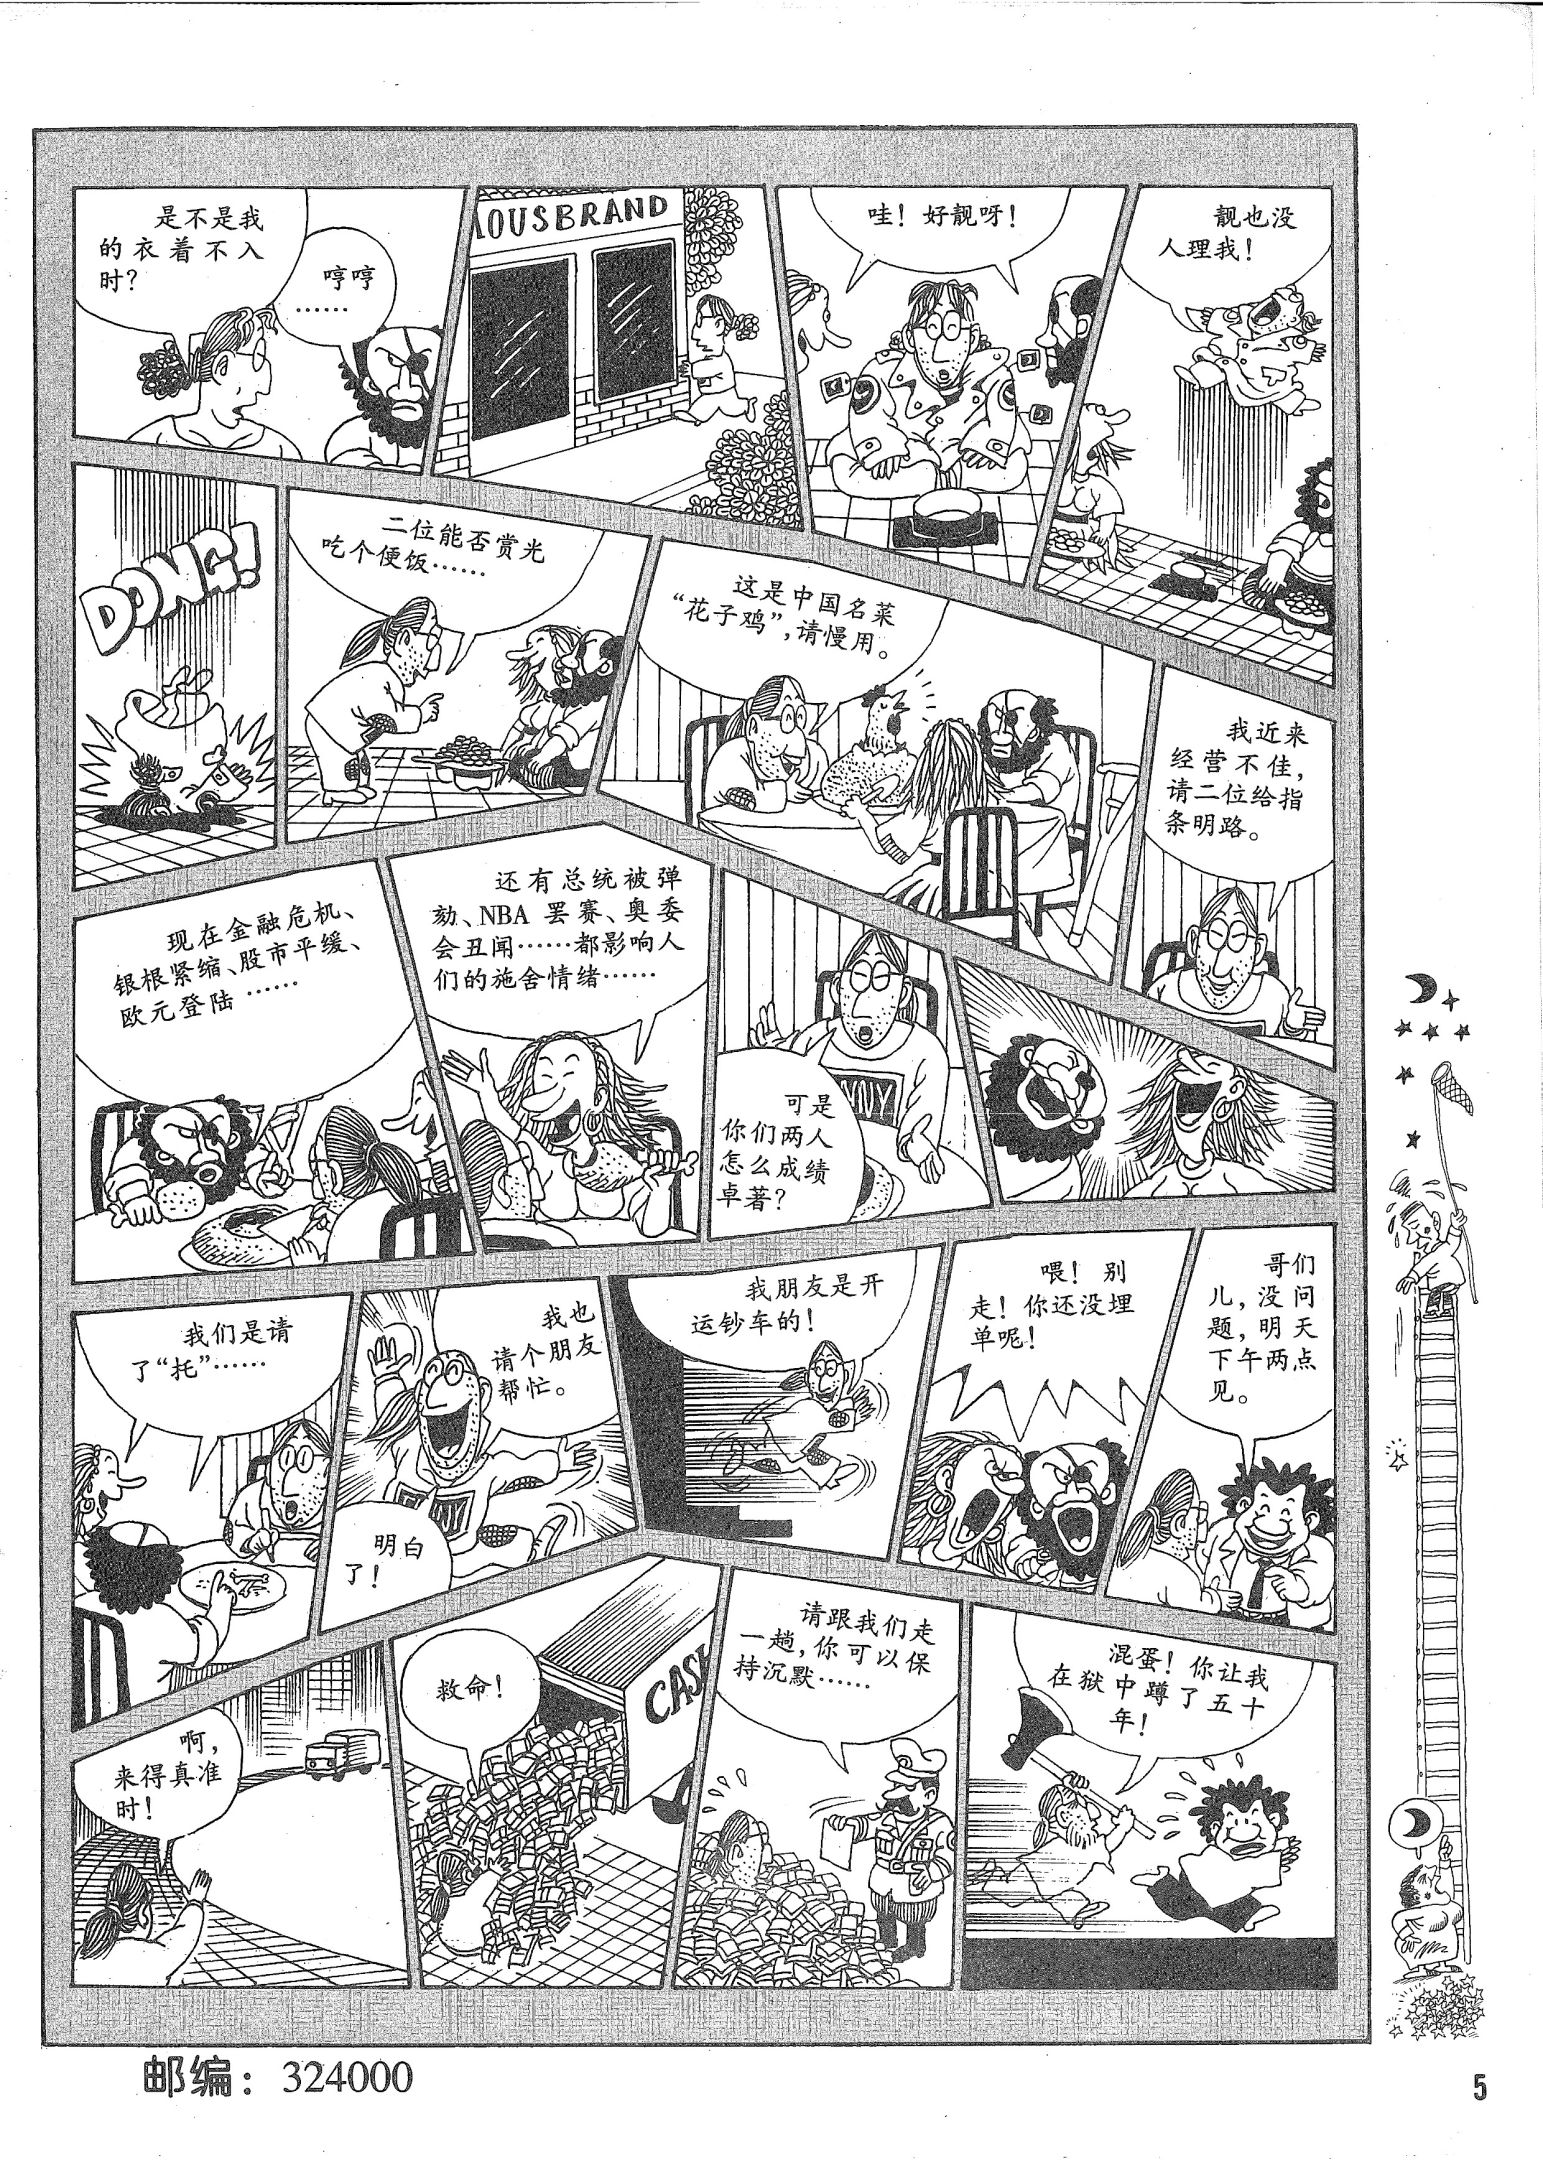 是不是我
的衣着不入
时？
哼哼
……
AOUSBRAND
哇！好靓呀！
靓也没
人理我！
DONG!
二位能否赏光
吃个便饭……
这是中国名菜
“花子鸡”，请慢用。
我近来
经营不佳，
请二位给指
条明路。
现在金融危机、
银根紧缩、股市平缓、
欧元登陆……
还有总统被弹
劾、NBA 罢赛、奥委
会丑闻……都影响人
们的施舍情绪……
可是
你们两人
怎么成绩
卓著？
我们是请
了“托”……
我也
请个朋友
帮忙。
明白
了！
我朋友是开
运钞车的！
喂！别
走！你还没埋
单呢！
哥们
儿，没问
题，明天
下午两点
见。
啊，
来得真准
时！
救命！
CASH
请跟我们走
一趟，你可以保
持沉默……
混蛋！你让我
在狱中蹲了五十
年！
邮编：324000
5